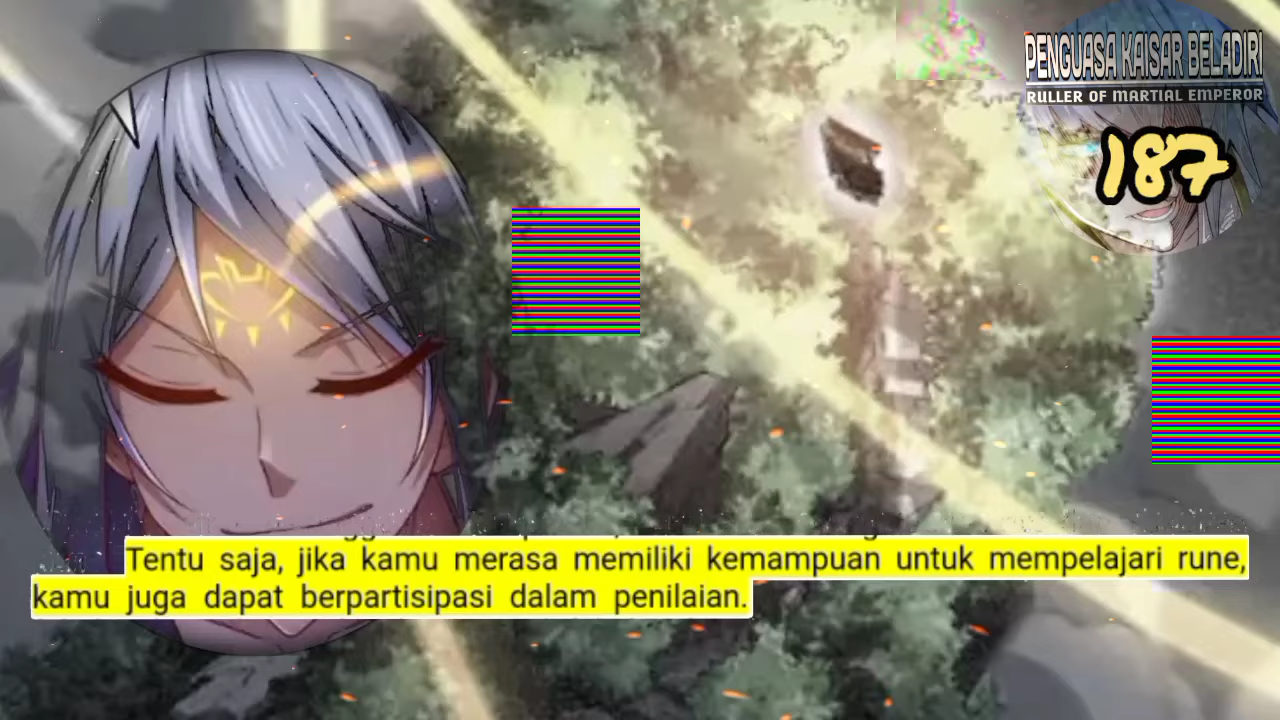 PENGUASA KAISAR BELADIRI
RULLER OF MARTIAL EMPEROR
187
Tentu saja, jika kamu merasa memiliki kemampuan untuk mempelajari rune,
kamu juga dapat berpartisipasi dalam penilaian.